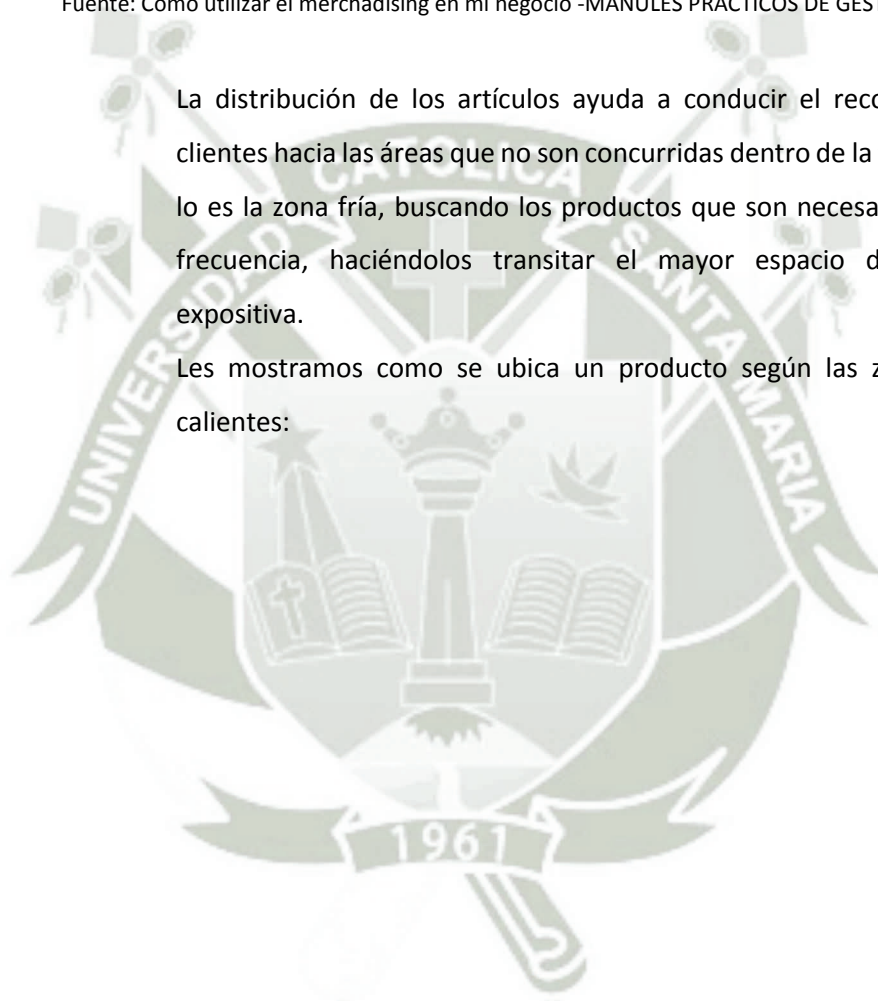 Fuente: Como utilizar el merchadising en mi negocio -MANULES PRACTICOS DE GEST
La distribución de los artículos ayuda a conducir el reco
clientes hacia las áreas que no son concurridas dentro de la
lo es la zona fría, buscando los productos que son necesa
frecuencia, haciéndolos transitar el mayor espacio d
expositiva.
Les mostramos como se ubica un producto según las z
calientes:
UNIVERSIDAD CATOLICA SANTA MARIA
1961